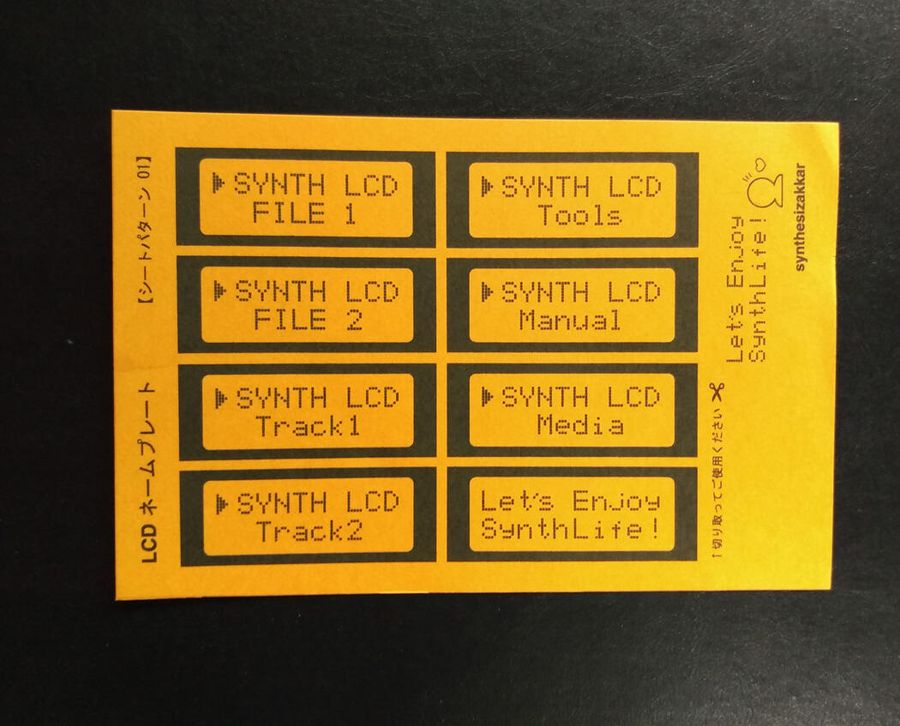 LCD ネームプレート 【シートパターン 01】
▶SYNTH LCD
FILE 1
▶SYNTH LCD
Tools
▶SYNTH LCD
FILE 2
▶SYNTH LCD
Manual
▶SYNTH LCD
Track1
▶SYNTH LCD
Media
▶SYNTH LCD
Track2
Let's Enjoy
SynthLife!
↑切り取ってご使用ください
Let's Enjoy
SynthLife!
synthesizakkar